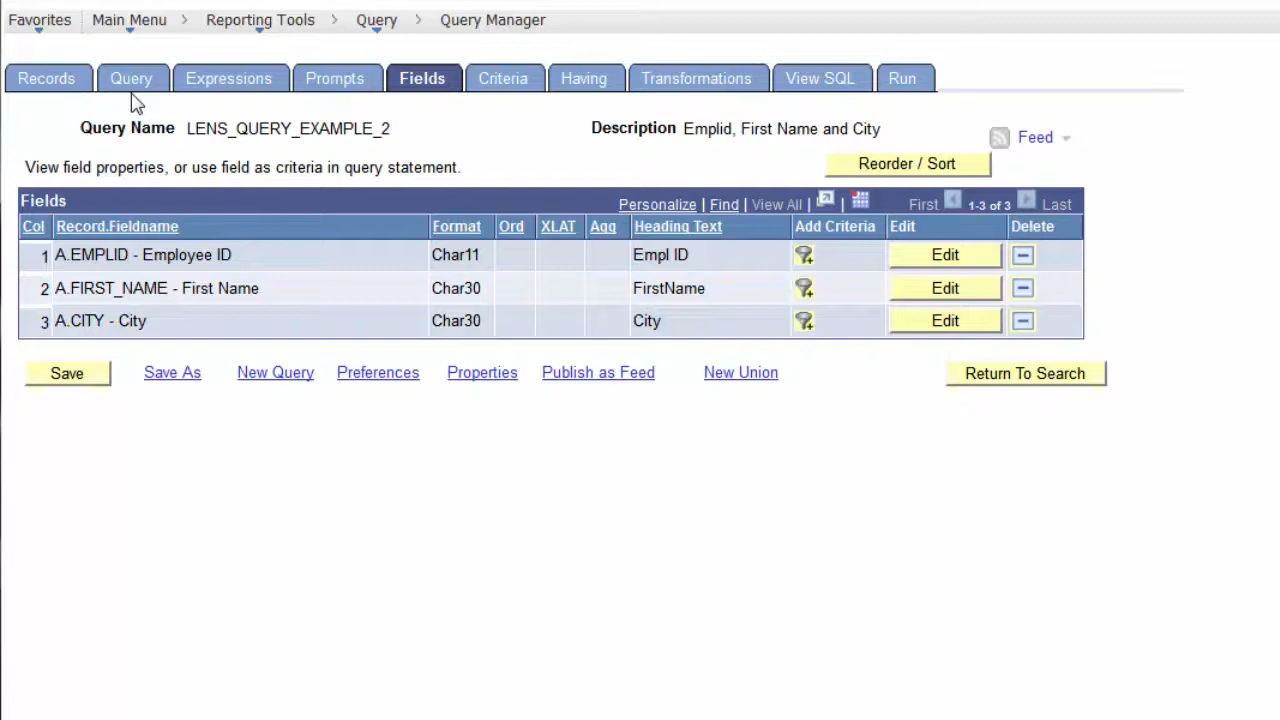 Favorites Main Menu > Reporting Tools > Query > Query Manager
Records Query Expressions Prompts Fields Criteria Having Transformations View SQL Run
Query Name LENS_QUERY_EXAMPLE_2 Description Emplid, First Name and City
Feed
View field properties, or use field as criteria in query statement. Reorder / Sort
Fields Personalize | Find | View All | | First 1-3 of 3 Last
Col Record.Fieldname Format Ord XLAT Agg Heading Text Add Criteria Edit Delete
1 A.EMPLID - Employee ID Char11 Empl ID Edit
2 A.FIRST_NAME - First Name Char30 FirstName Edit
3 A.CITY - City Char30 City Edit
Save Save As New Query Preferences Properties Publish as Feed New Union Return To Search